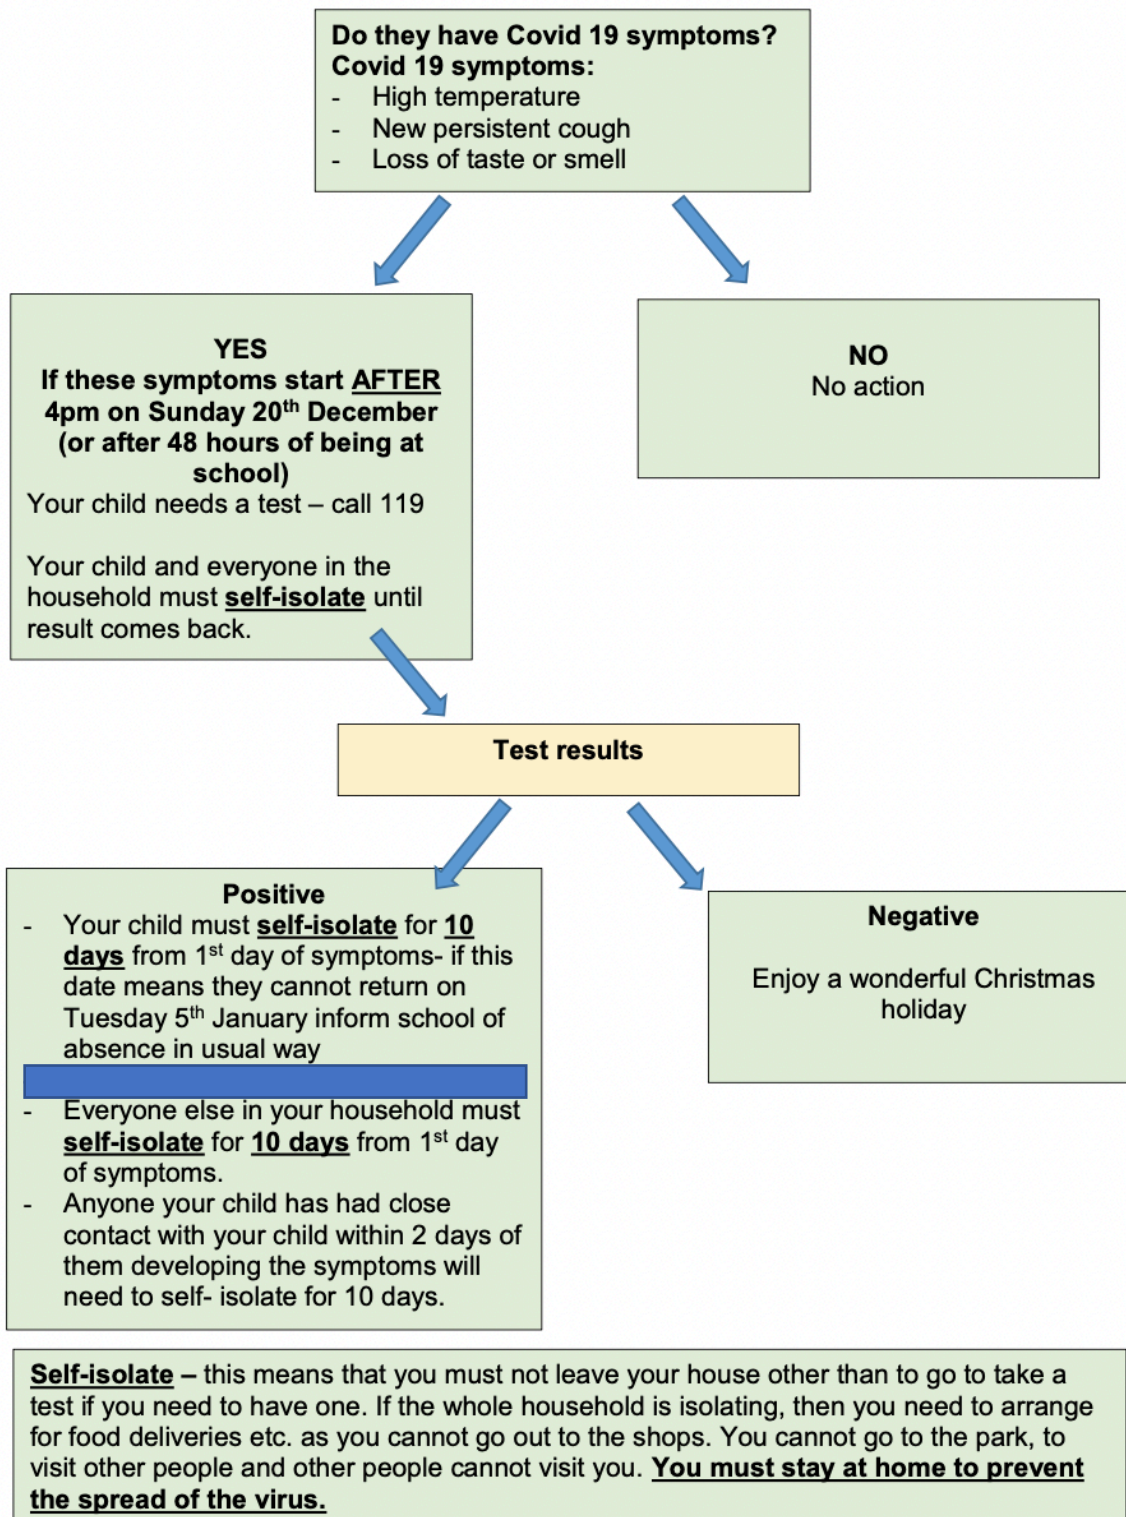 Do they have Covid 19 symptoms?
Covid 19 symptoms:
- High temperature
- New persistent cough
- Loss of taste or smell
YES
If these symptoms start AFTER
4pm on Sunday 20th December
(or after 48 hours of being at
school)
Your child needs a test – call 119
Your child and everyone in the
household must self-isolate until
result comes back.
NO
No action
Test results
Positive
- Your child must self-isolate for 10
days from 1st day of symptoms- if this
date means they cannot return on
Tuesday 5th January inform school of
absence in usual way
- Everyone else in your household must
self-isolate for 10 days from 1st day
of symptoms.
- Anyone your child has had close
contact with your child within 2 days of
them developing the symptoms will
need to self- isolate for 10 days.
Negative
Enjoy a wonderful Christmas
holiday
Self-isolate – this means that you must not leave your house other than to go to take a
test if you need to have one. If the whole household is isolating, then you need to arrange
for food deliveries etc. as you cannot go out to the shops. You cannot go to the park, to
visit other people and other people cannot visit you. You must stay at home to prevent
the spread of the virus.